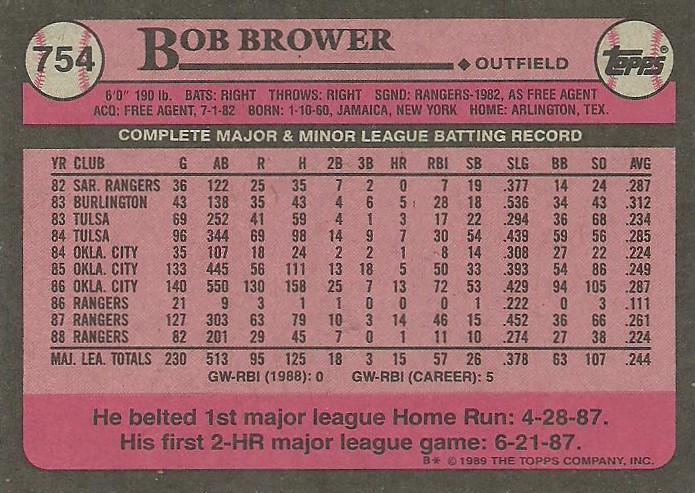 754
BOB BROWER
OUTFIELD
TOPPS®
6'0" 190 lb. BATS: RIGHT THROWS: RIGHT SGND: RANGERS-1982, AS FREE AGENT
ACQ: FREE AGENT, 7-1-82 BORN: 1-10-60, JAMAICA, NEW YORK HOME: ARLINGTON, TEX.
COMPLETE MAJOR & MINOR LEAGUE BATTING RECORD
YR CLUB G AB R H 2B 3B HR RBI SB SLG BB SO AVG
82 SAR. RANGERS 36 122 25 35 7 2 0 7 19 .377 14 24 .287
83 BURLINGTON 43 138 35 43 4 6 5 28 18 .536 34 43 .312
83 TULSA 69 252 41 59 4 1 3 17 22 .294 36 68 .234
84 TULSA 96 344 69 98 14 9 7 30 54 .439 59 56 .285
84 OKLA. CITY 35 107 18 24 2 2 1 8 14 .308 27 22 .224
85 OKLA. CITY 133 445 56 111 13 18 5 50 33 .393 54 86 .249
86 OKLA. CITY 140 550 130 158 25 7 13 72 53 .429 94 105 .287
86 RANGERS 21 9 3 1 1 0 0 0 1 .222 0 3 .111
87 RANGERS 127 303 63 79 10 3 14 46 15 .452 36 66 .261
88 RANGERS 82 201 29 45 7 0 1 11 10 .274 27 38 .224
MAJ. LEA. TOTALS 230 513 95 125 18 3 15 57 26 .378 63 107 .244
GW-RBI (1988): 0 GW-RBI (CAREER): 5
He belted 1st major league Home Run: 4-28-87.
His first 2-HR major league game: 6-21-87.
B* © 1989 THE TOPPS COMPANY, INC.